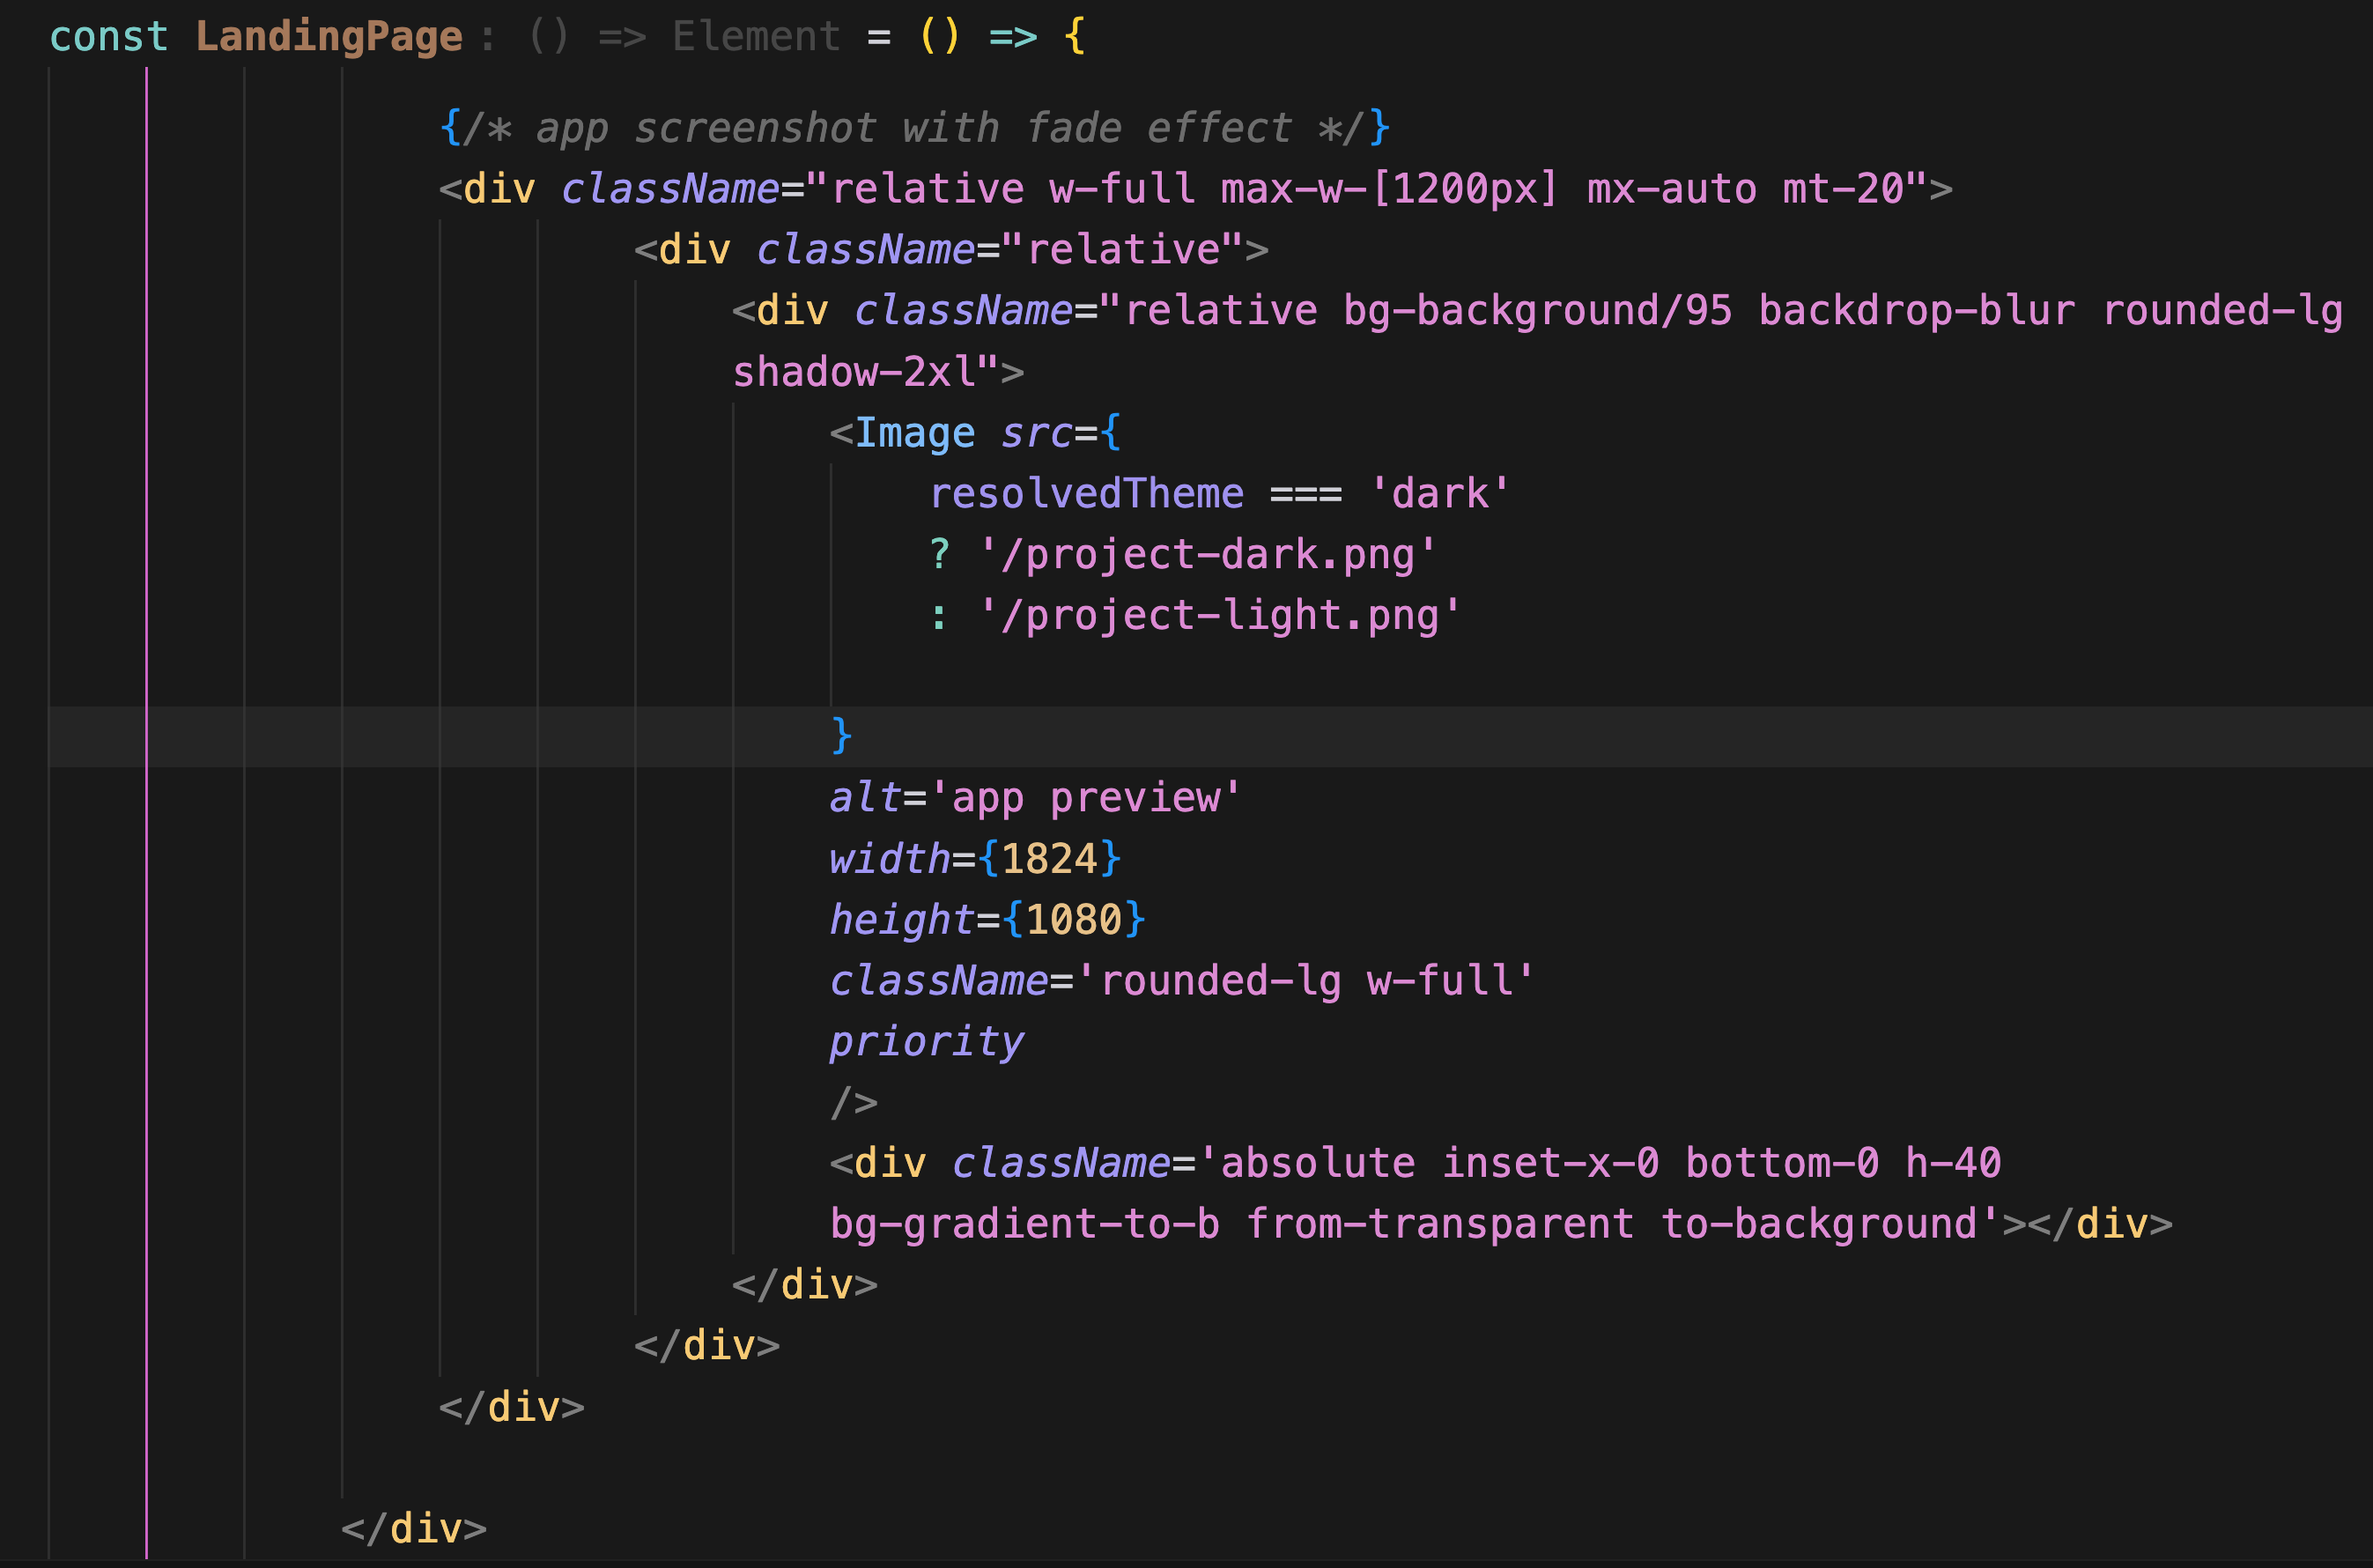 const LandingPage: () => Element = () => {
{/* app screenshot with fade effect */}
<div className="relative w-full max-w-[1200px] mx-auto mt-20">
<div className="relative">
<div className="relative bg-background/95 backdrop-blur rounded-lg
shadow-2xl">
<Image src={
resolvedTheme === 'dark'
? '/project-dark.png'
: '/project-light.png'
}
alt='app preview'
width={1824}
height={1080}
className='rounded-lg w-full'
priority
/>
<div className='absolute inset-x-0 bottom-0 h-40
bg-gradient-to-b from-transparent to-background'></div>
</div>
</div>
</div>
</div>